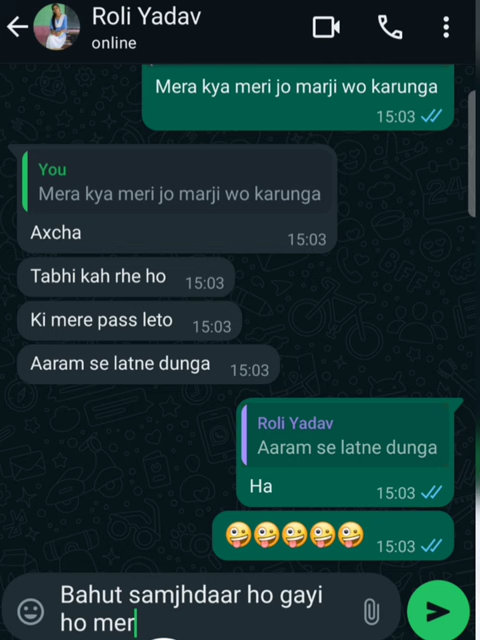 Roli Yadav
online
Mera kya meri jo marji wo karunga
15:03
You
Mera kya meri jo marji wo karunga
Axcha
15:03
Tabhi kah rhe ho 15:03
Ki mere pass leto 15:03
Aaram se latne dunga 15:03
Roli Yadav
Aaram se latne dunga
Ha
15:03
🤪🤪🤪🤪🤪 15:03
Bahut samjhdaar ho gayi
ho mer